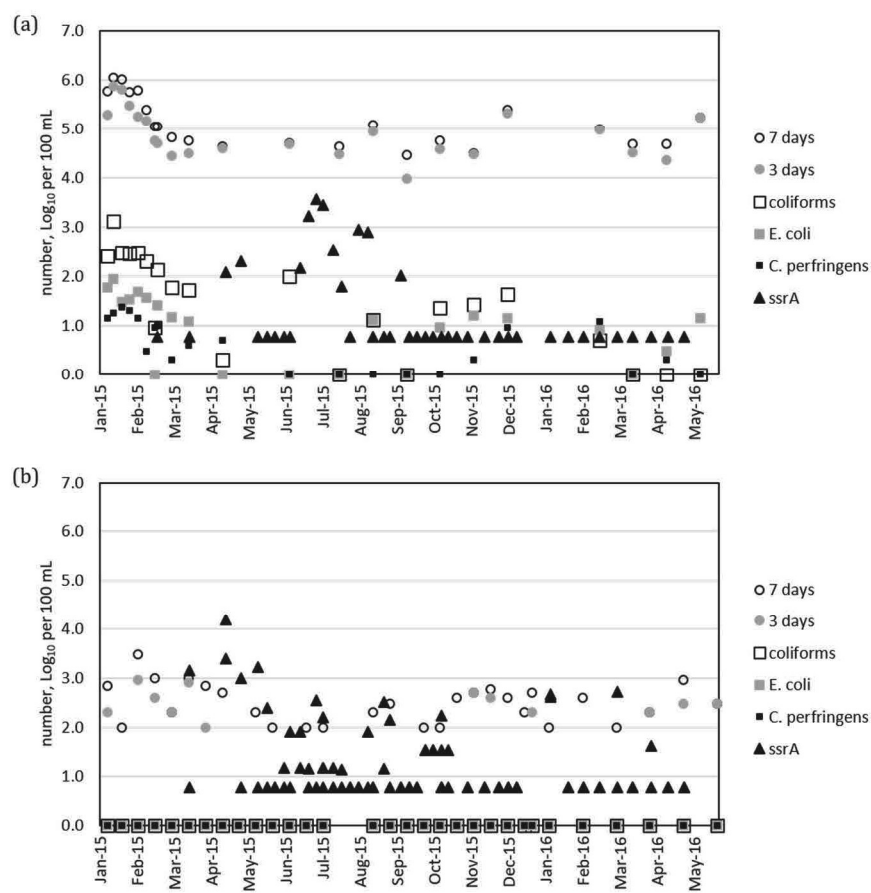 (a)
7.0
6.0
5.0
4.0
3.0
2.0
1.0
0.0
number, Log10 per 100 mL
Jan-15
Feb-15
Mar-15
Apr-15
May-15
Jun-15
Jul-15
Aug-15
Sep-15
Oct-15
Nov-15
Dec-15
Jan-16
Feb-16
Mar-16
Apr-16
May-16
7 days
3 days
coliforms
E. coli
C. perfringens
ssrA
(b)
7.0
6.0
5.0
4.0
3.0
2.0
1.0
0.0
number, Log10 per 100 mL
Jan-15
Feb-15
Mar-15
Apr-15
May-15
Jun-15
Jul-15
Aug-15
Sep-15
Oct-15
Nov-15
Dec-15
Jan-16
Feb-16
Mar-16
Apr-16
May-16
7 days
3 days
coliforms
E. coli
C. perfringens
ssrA